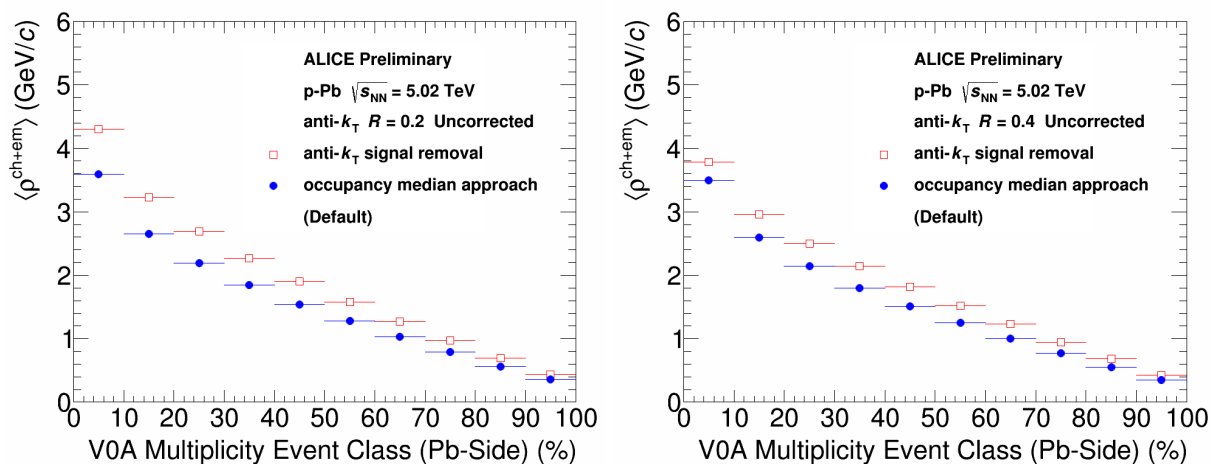 ⟨ρ^{ch+em}⟩ (GeV/c)
6
5
4
3
2
1
0
ALICE Preliminary
p-Pb √s_{NN} = 5.02 TeV
anti-k_T R = 0.2 Uncorrected
anti-k_T signal removal
occupancy median approach
(Default)
0 10 20 30 40 50 60 70 80 90 100
V0A Multiplicity Event Class (Pb-Side) (%)
⟨ρ^{ch+em}⟩ (GeV/c)
6
5
4
3
2
1
0
ALICE Preliminary
p-Pb √s_{NN} = 5.02 TeV
anti-k_T R = 0.4 Uncorrected
anti-k_T signal removal
occupancy median approach
(Default)
0 10 20 30 40 50 60 70 80 90 100
V0A Multiplicity Event Class (Pb-Side) (%)